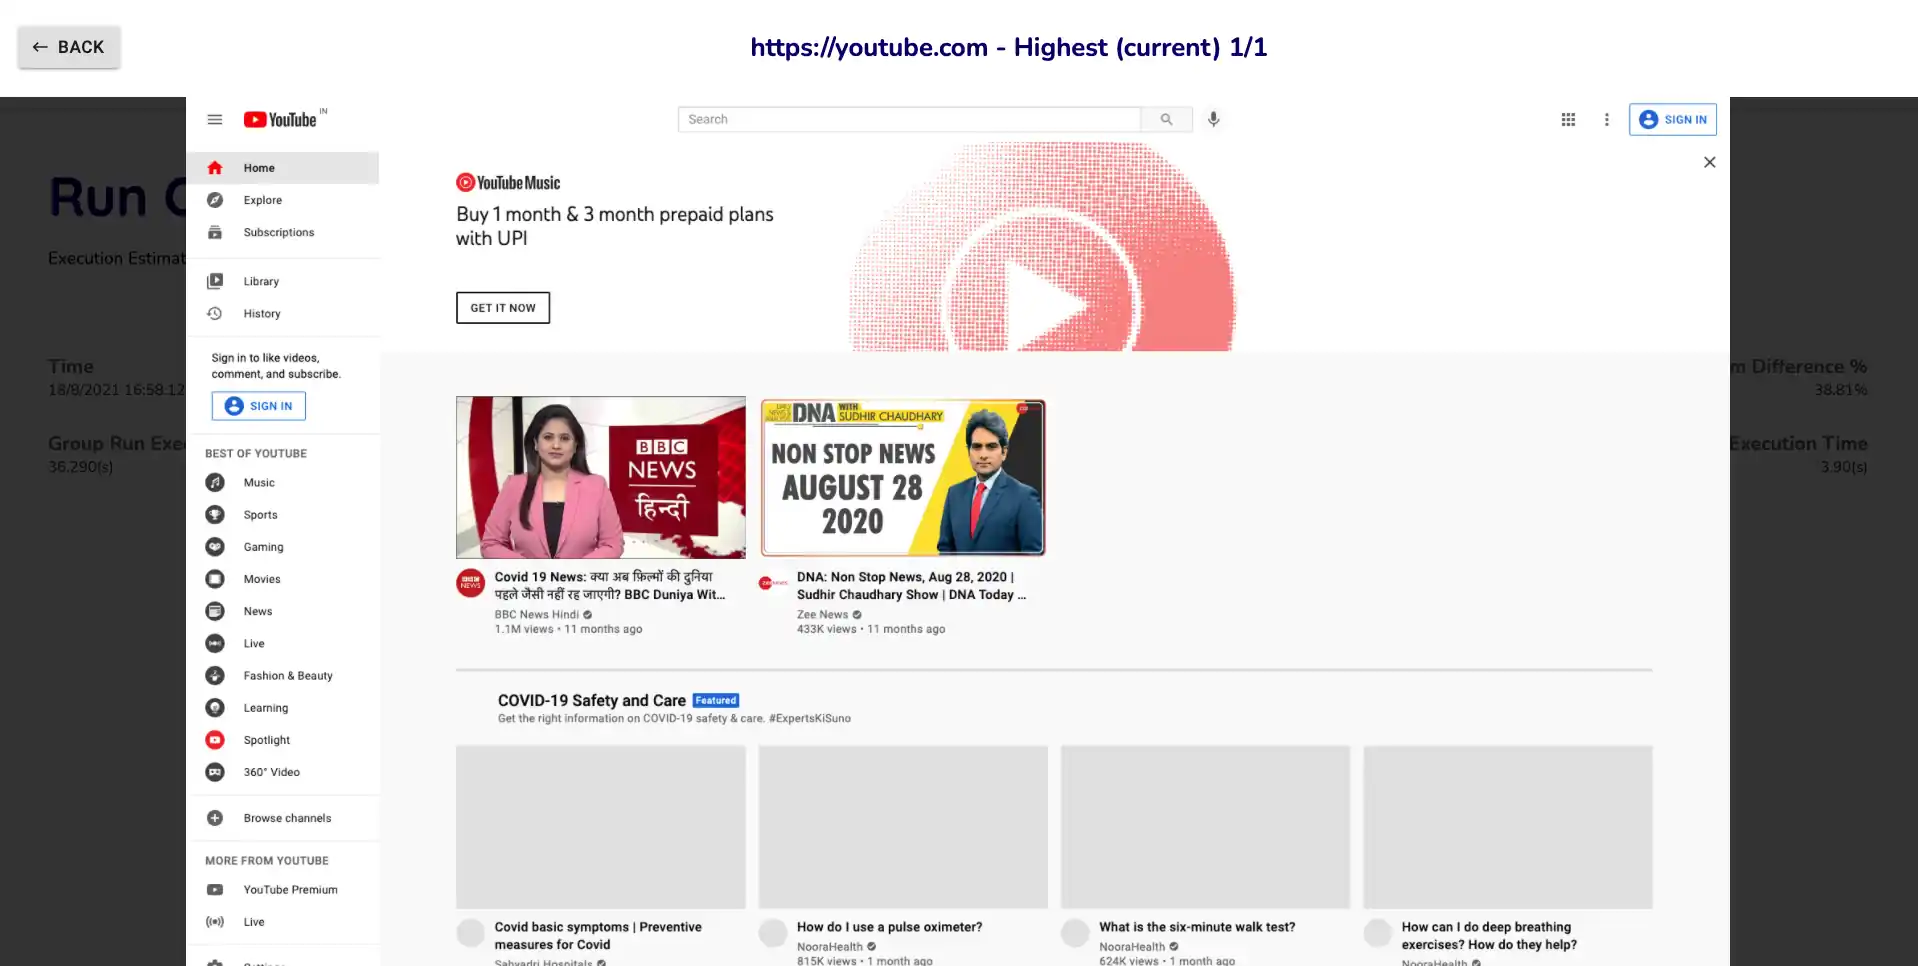 BACK
https://youtube.com - Highest (current) 1/1
YouTube IN
Search
SIGN IN
Home
Explore
Subscriptions
Library
History
Sign in to like videos,
comment, and subscribe.
SIGN IN
BEST OF YOUTUBE
Music
Sports
Gaming
Movies
News
Live
Fashion & Beauty
Learning
Spotlight
360° Video
Browse channels
MORE FROM YOUTUBE
YouTube Premium
Live
Run
Execution Estimat
Time
18/8/2021 16:58:12
Group Run Exe
36.290(s)
m Difference %
38.81%
Execution Time
3.90(s)
YouTube Music
Buy 1 month & 3 month prepaid plans
with UPI
GET IT NOW
BBC
NEWS
हिन्दी
DNA WITH
SUDHIR CHAUDHARY
NON STOP NEWS
AUGUST 28
2020
Covid 19 News: क्या अब फ़िल्मों की दुनिया
पहले जैसी नहीं रह जाएगी? BBC Duniya Wit...
BBC News Hindi
1.1M views • 11 months ago
DNA: Non Stop News, Aug 28, 2020 |
Sudhir Chaudhary Show | DNA Today ...
Zee News
433K views • 11 months ago
COVID-19 Safety and Care Featured
Get the right information on COVID-19 safety & care. #ExpertsKiSuno
Covid basic symptoms | Preventive
measures for Covid
Sahyadri Hospitals
How do I use a pulse oximeter?
NooraHealth
815K views • 1 month ago
What is the six-minute walk test?
NooraHealth
624K views • 1 month ago
How can I do deep breathing
exercises? How do they help?
NooraHealth